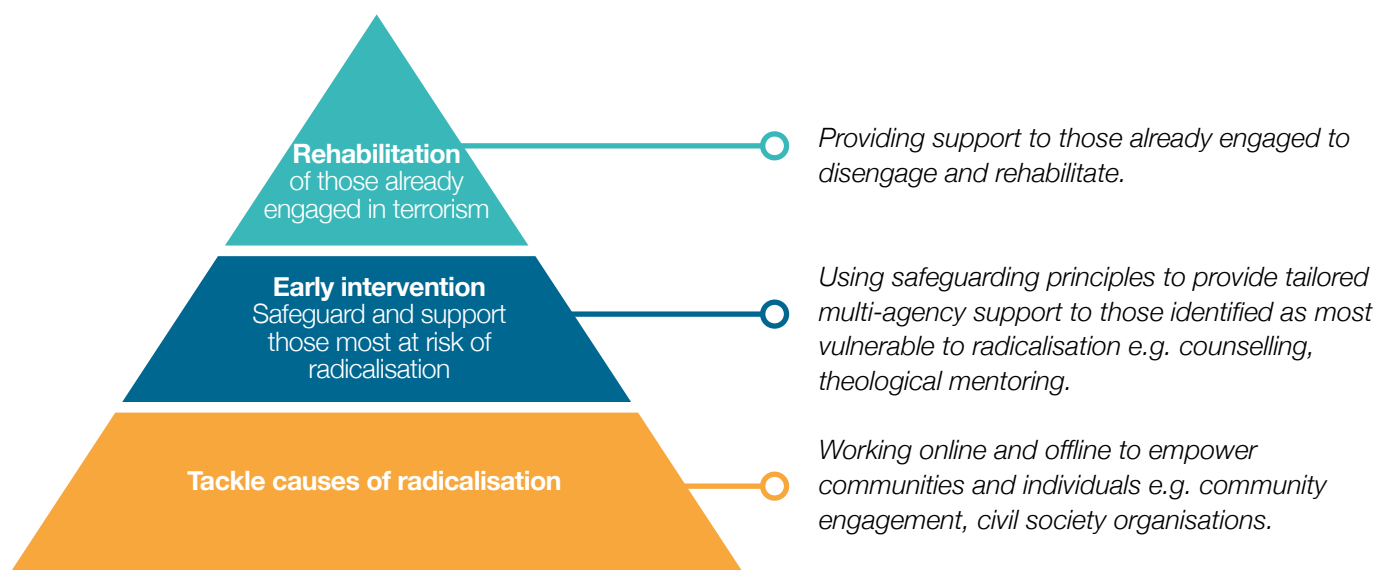 Rehabilitation
of those already
engaged in terrorism
Providing support to those already engaged to
disengage and rehabilitate.
Early intervention
Safeguard and support
those most at risk of
radicalisation
Using safeguarding principles to provide tailored
multi-agency support to those identified as most
vulnerable to radicalisation e.g. counselling,
theological mentoring.
Tackle causes of radicalisation
Working online and offline to empower
communities and individuals e.g. community
engagement, civil society organisations.